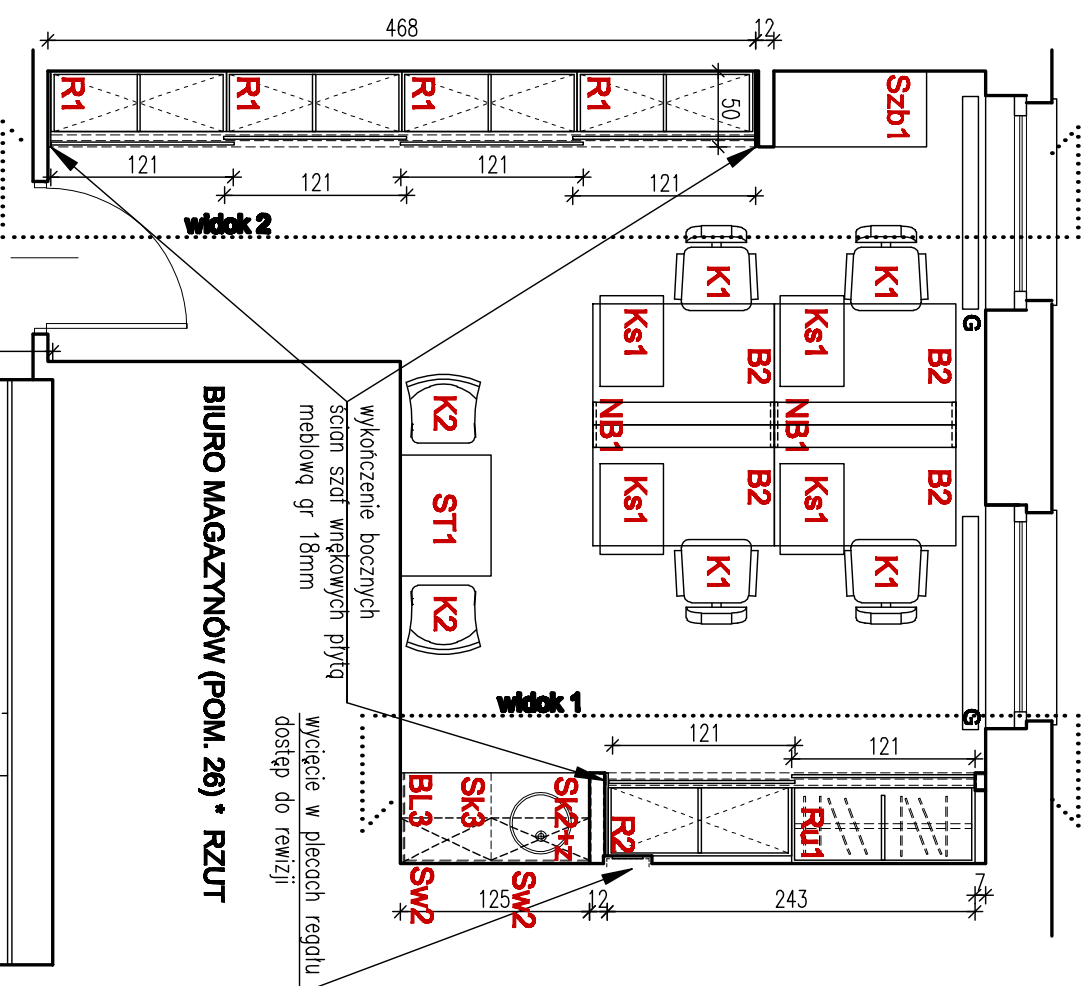 468
12
R1
R1
R1
R1
50
Szb1
121
121
121
121
widok 2
K1
K1
G
Ks1
Ks1
B2
B2
NB1
NB1
Ks1
Ks1
B2
B2
K1
K1
K2
ST1
K2
wykończenie bocznych
ścian szaf wnękowych płytą
meblową gr 18mm
BIURO MAGAZYNÓW (POM. 26) * RZUT
widok 1
G
wycięcie w plecach regału
dostęp do rewizji
121
121
BL3
Sk3
Sk2+z
R2
Ru1
Sw2
Sw2
125
12
243
7